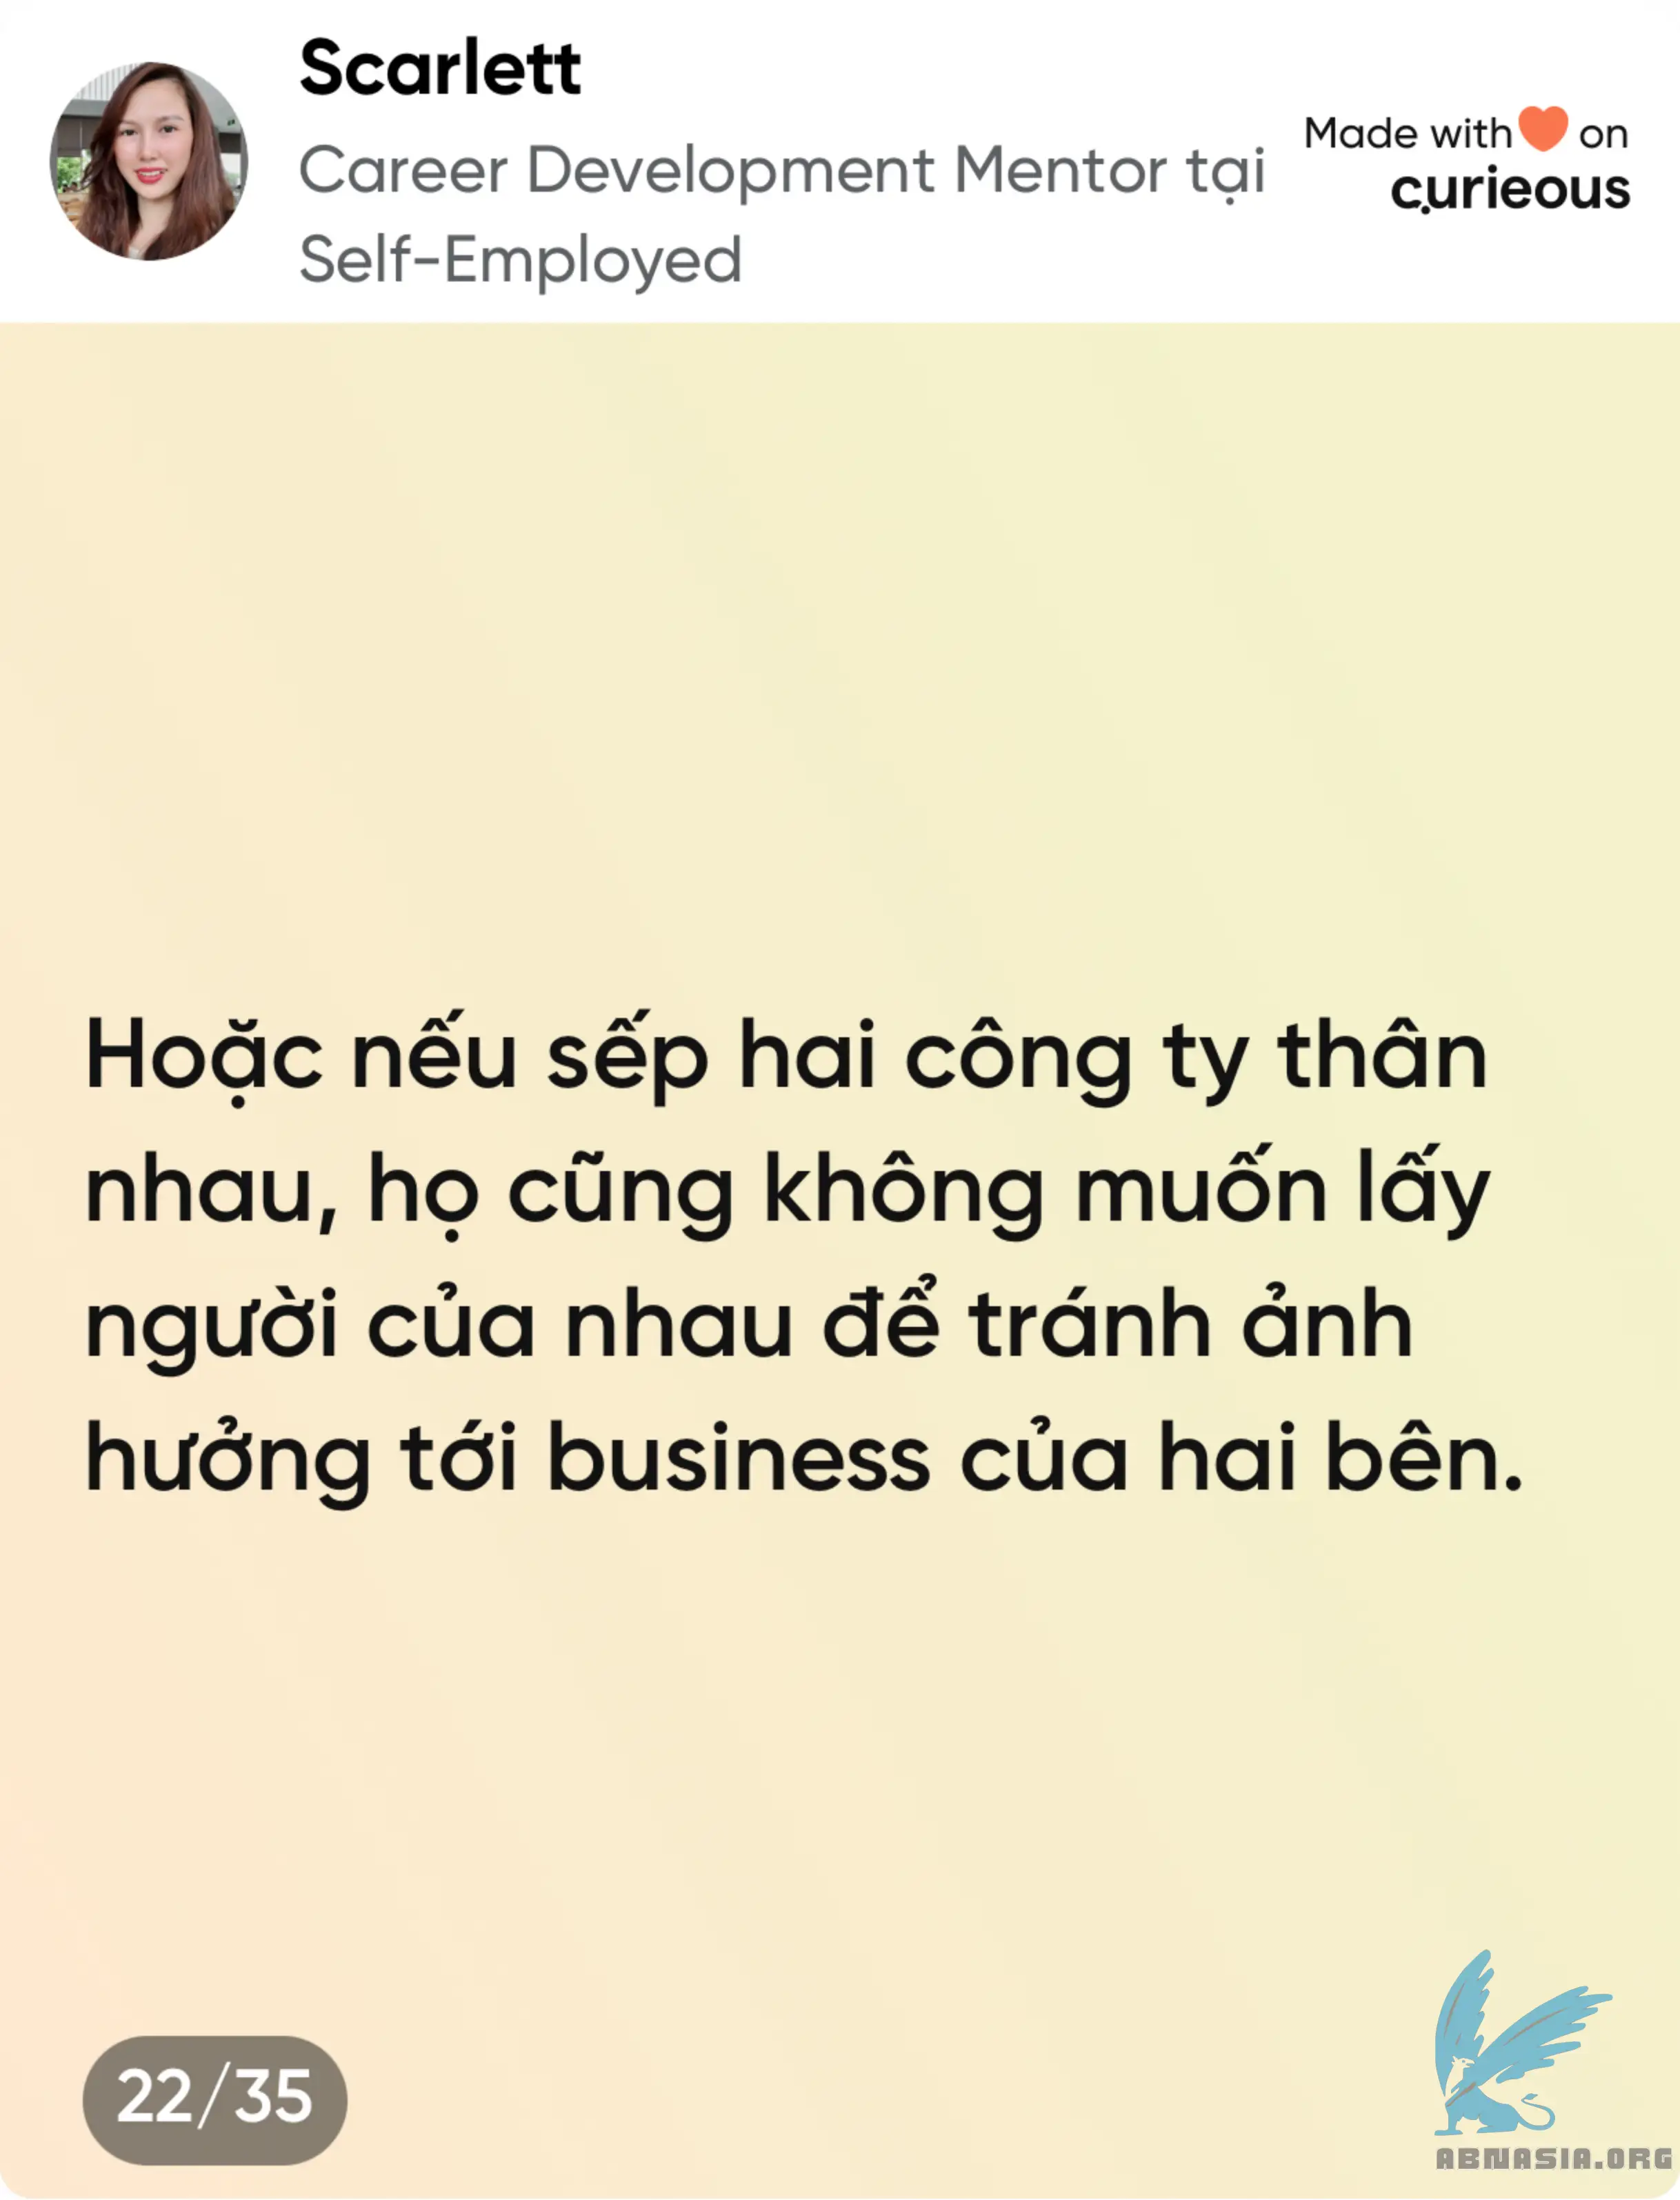 Scarlett
Career Development Mentor tại
Self-Employed
Made with on
curieous
Hoặc nếu sếp hai công ty thân
nhau, họ cũng không muốn lấy
người của nhau để tránh ảnh
hưởng tới business của hai bên.
22/35
ABNASIA.ORG